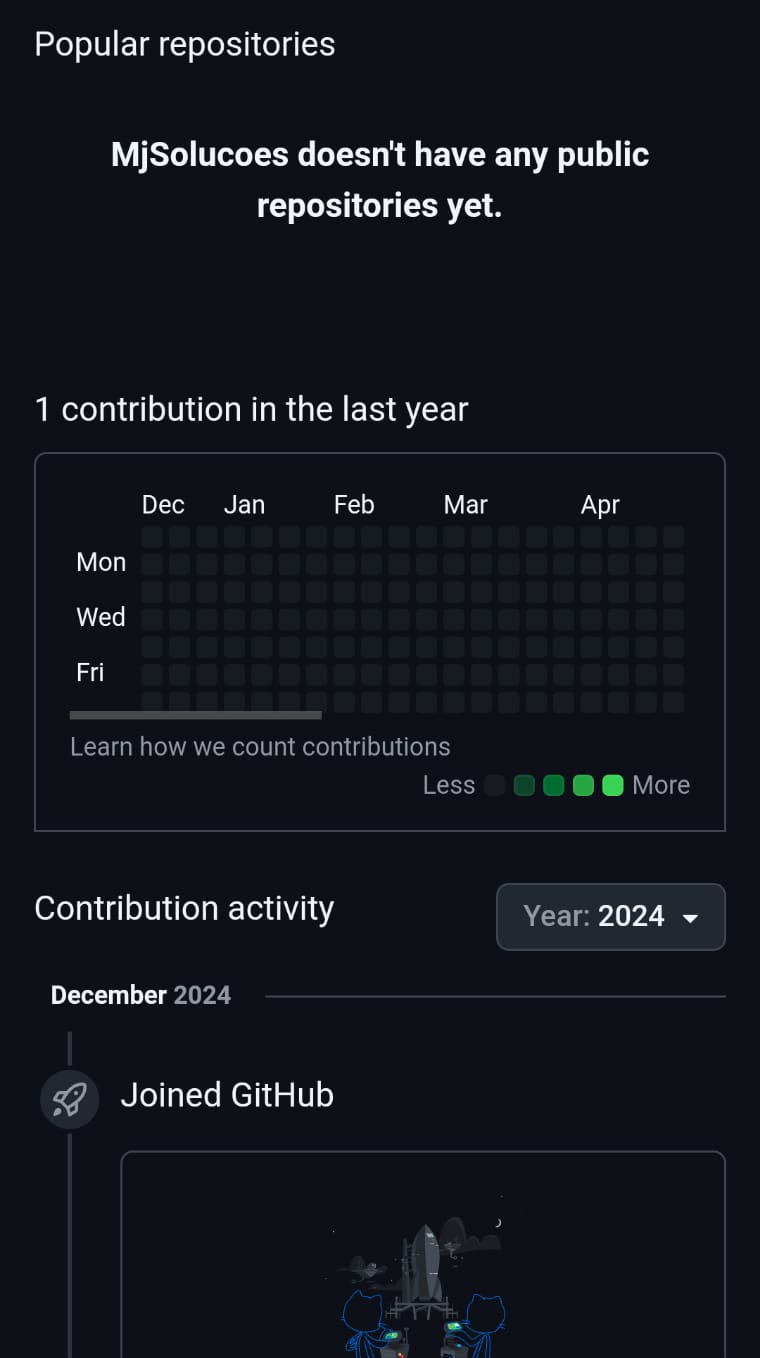 Popular repositories
MjSolucoes doesn't have any public
repositories yet.
1 contribution in the last year
Dec Jan Feb Mar Apr
Mon
Wed
Fri
Learn how we count contributions
Less More
Contribution activity
Year: 2024
December 2024
Joined GitHub